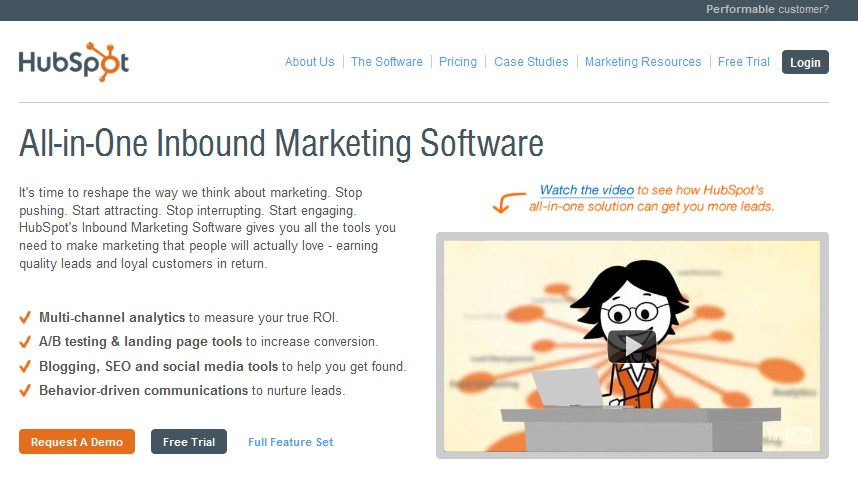 Performable customer?
HubSpot
About Us
The Software
Pricing
Case Studies
Marketing Resources
Free Trial
Login
All-in-One Inbound Marketing Software
It's time to reshape the way we think about marketing. Stop
pushing. Start attracting. Stop interrupting. Start engaging.
HubSpot's Inbound Marketing Software gives you all the tools you
need to make marketing that people will actually love - earning
quality leads and loyal customers in return.
Multi-channel analytics to measure your true ROI.
A/B testing & landing page tools to increase conversion.
Blogging, SEO and social media tools to help you get found.
Behavior-driven communications to nurture leads.
Request A Demo
Free Trial
Full Feature Set
Watch the video to see how HubSpot's
all-in-one solution can get you more leads.
Lead Management
Analytics
YouTube